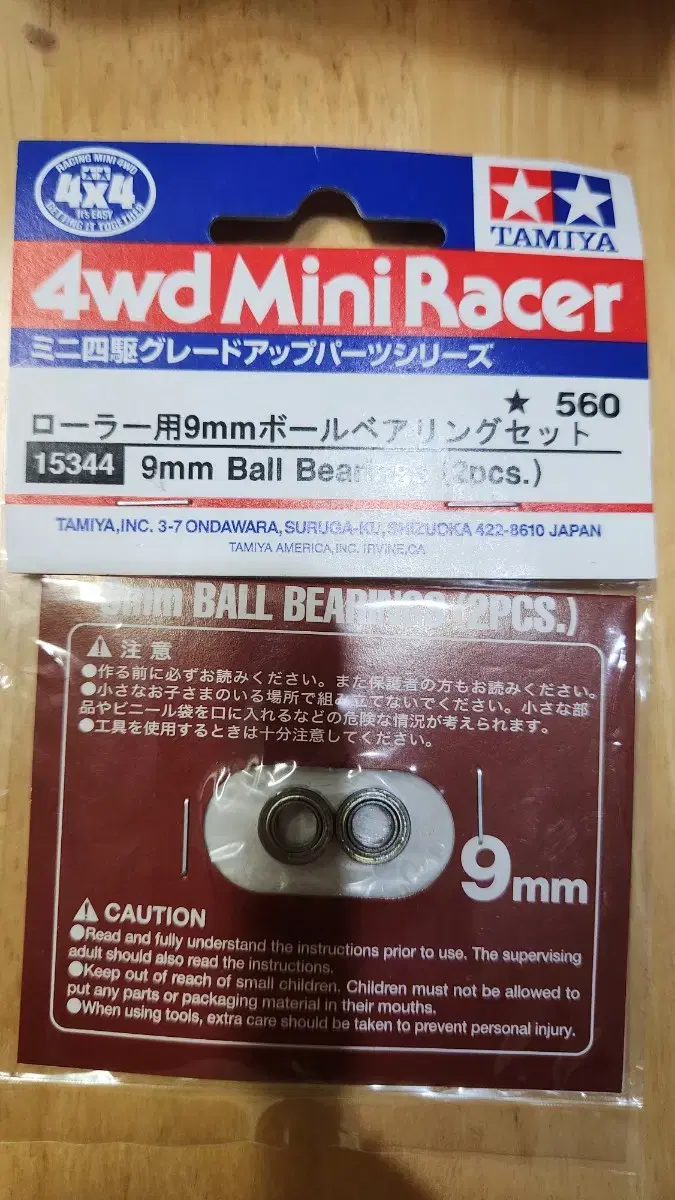 RACING MINI 4WD
4x4
It's EASY
GETTING IT TOGETHER
TAMIYA
4wd Mini Racer
ミニ四駆グレードアップパーツシリーズ
★ 560
ローラー用9mmボールベアリングセット
15344 9mm Ball Bearings (2pcs.)
TAMIYA,INC. 3-7 ONDAWARA, SURUGA-KU, SHIZUOKA 422-8610 JAPAN
TAMIYA AMERICA,INC. IRVINE,CA
9mm BALL BEARINGS (2PCS.)
注意
●作る前に必ずお読みください。また保護者の方もお読みください。
●小さなお子さまのいる場所で組み立てないでください。小さな部
品やビニール袋を口に入れるなどの危険な情況が考えられます。
●工具を使用するときは十分注意してください。
9mm
CAUTION
●Read and fully understand the instructions prior to use. The supervising
adult should also read the instructions.
●Keep out of reach of small children. Children must not be allowed to
put any parts or packaging material in their mouths.
●When using tools, extra care should be taken to prevent personal injury.